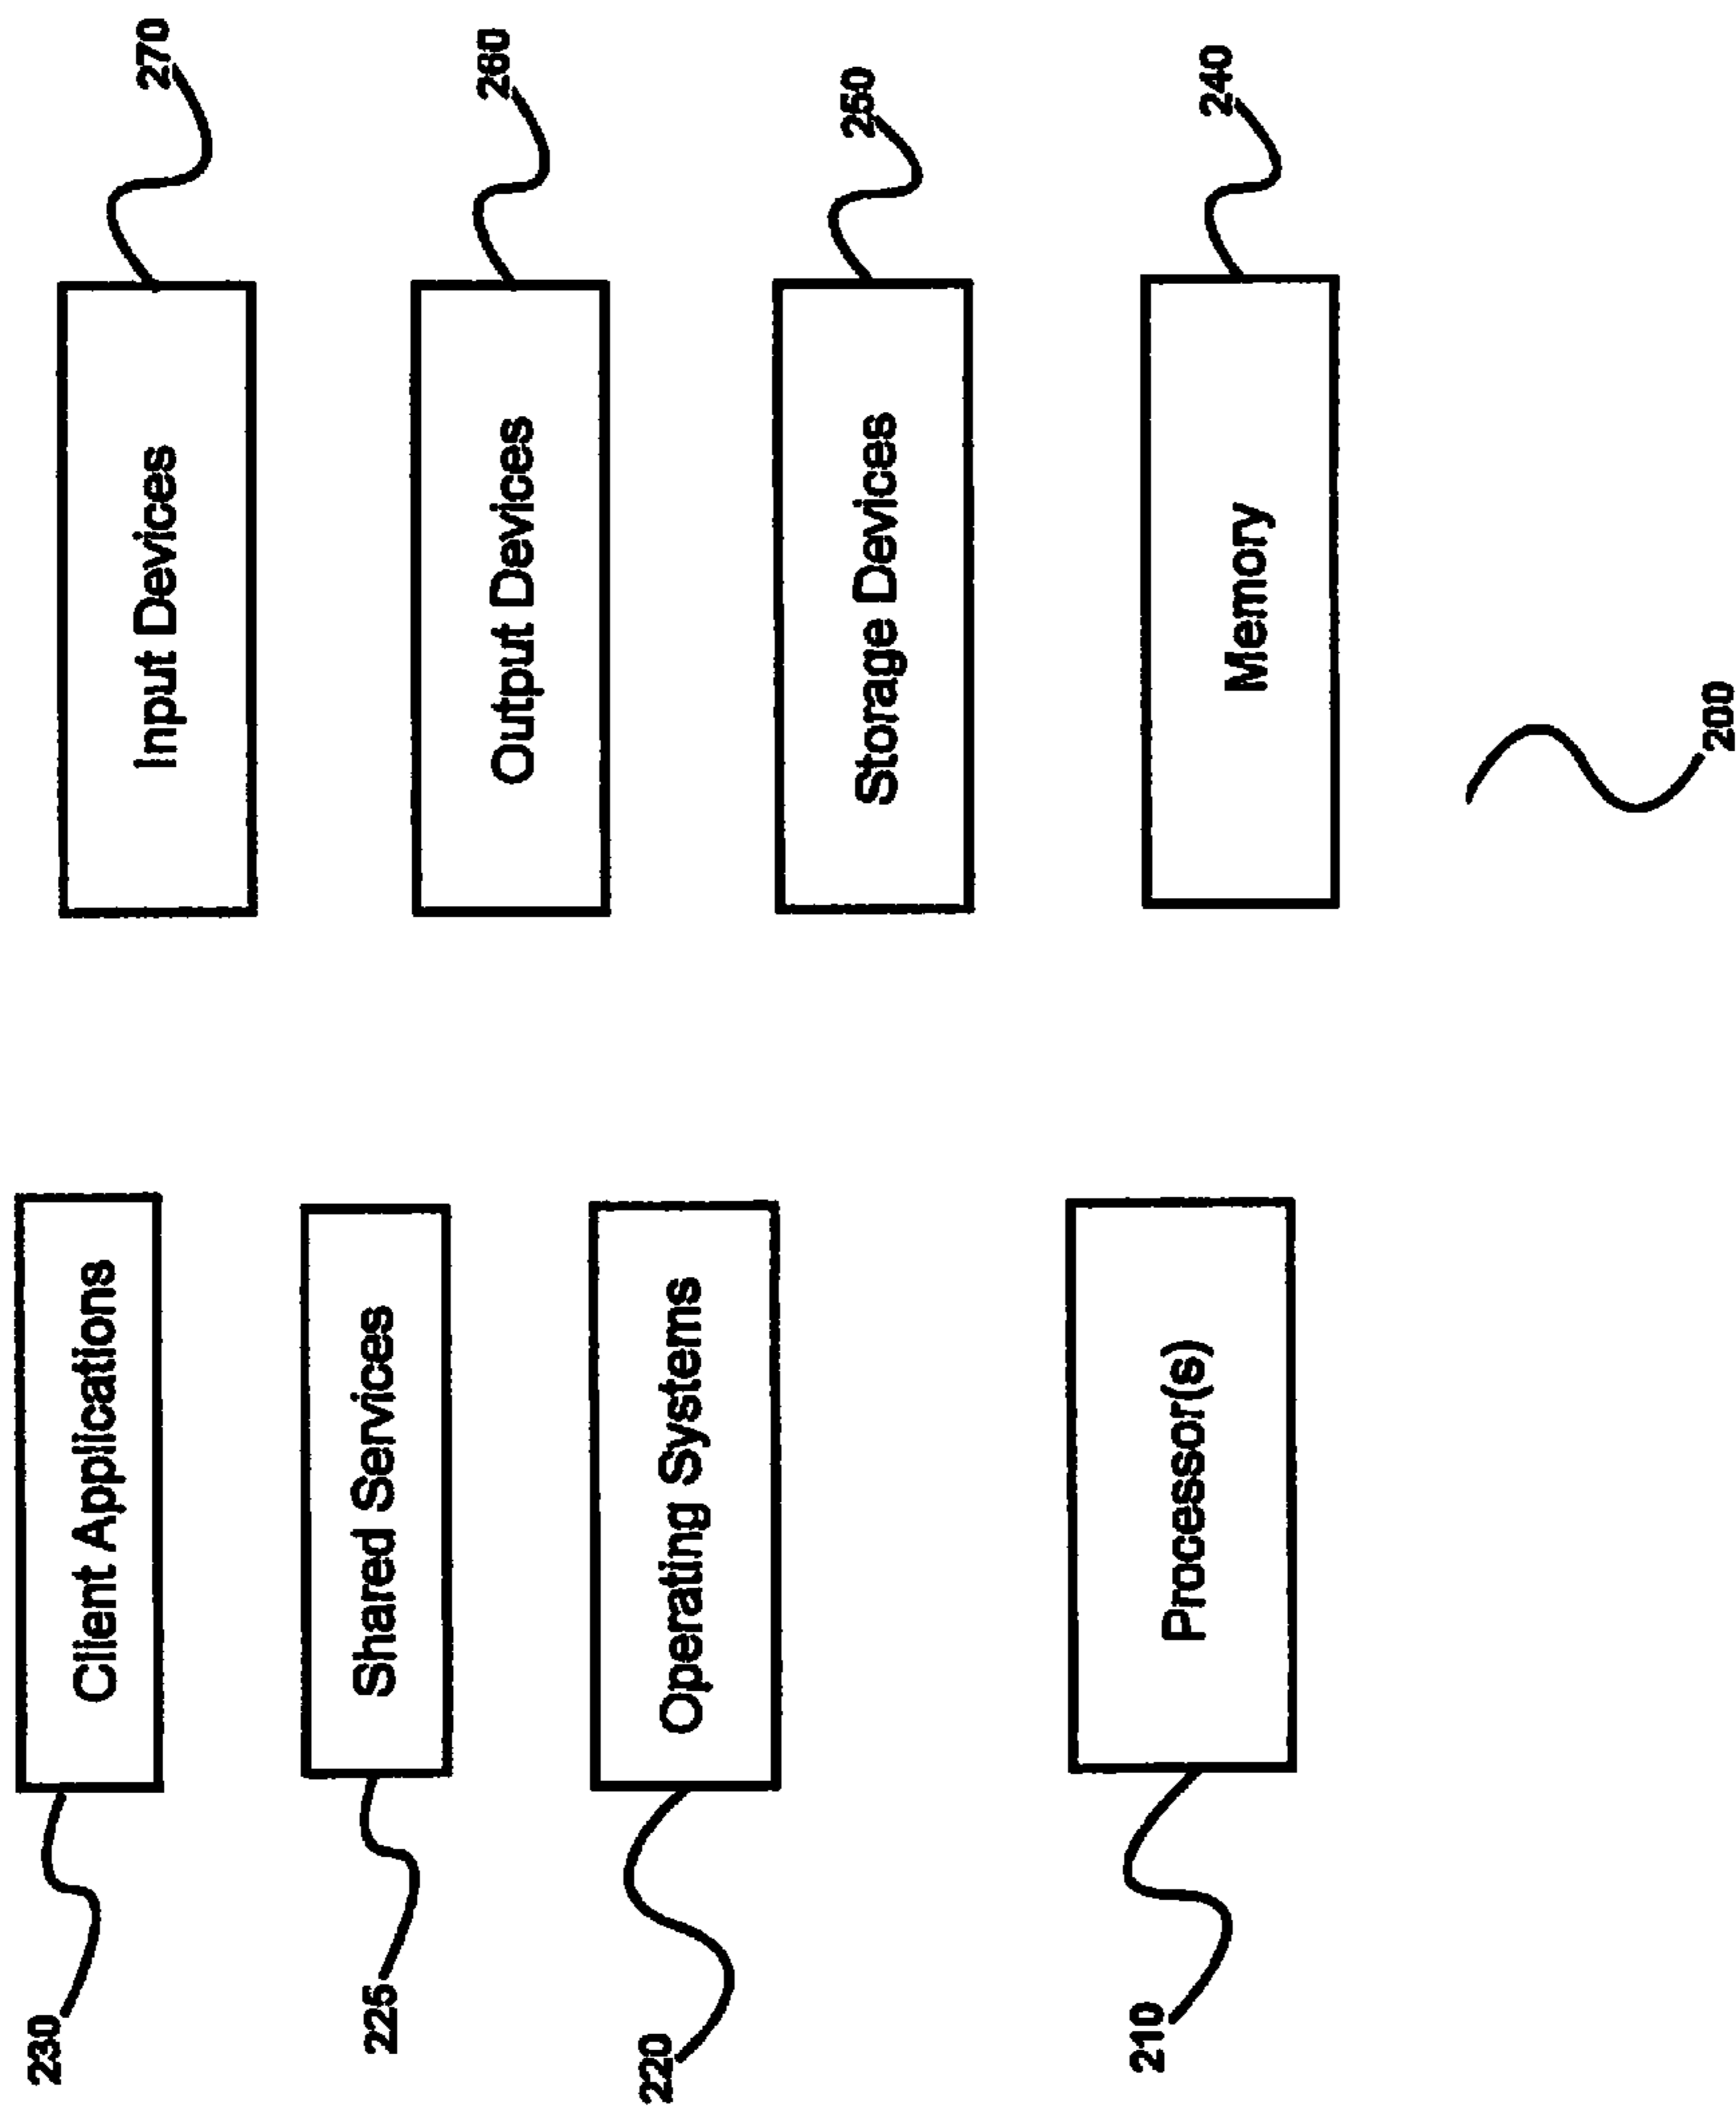 230
Client Applications
Input Devices
270
225
Shared Services
Output Devices
260
220
Operating Systems
Storage Devices
250
210
Processor(s)
Memory
240
200